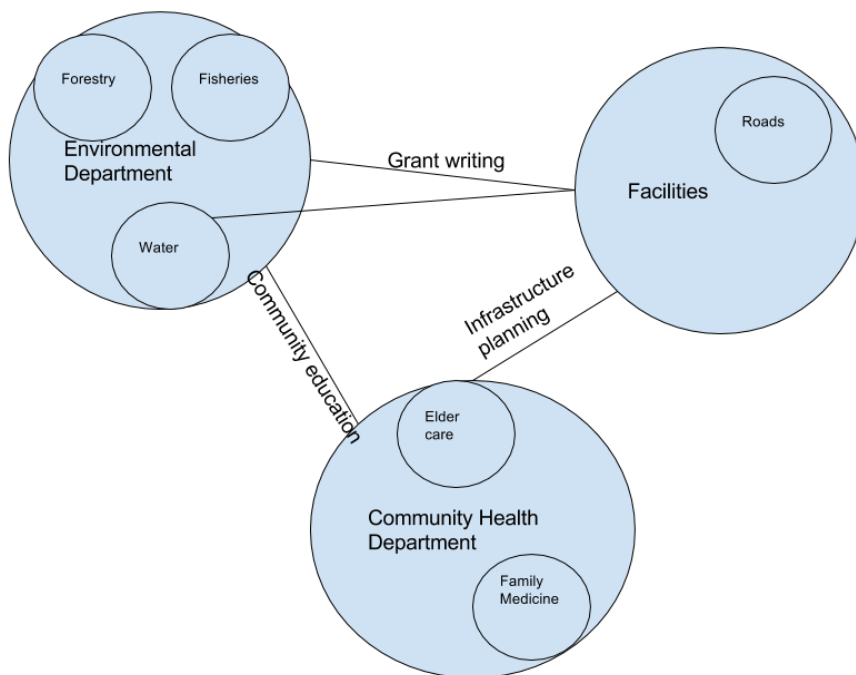 Forestry
Fisheries
Environmental
Department
Water
Grant writing
Roads
Facilities
Community education
Infrastructure
planning
Elder
care
Community Health
Department
Family
Medicine